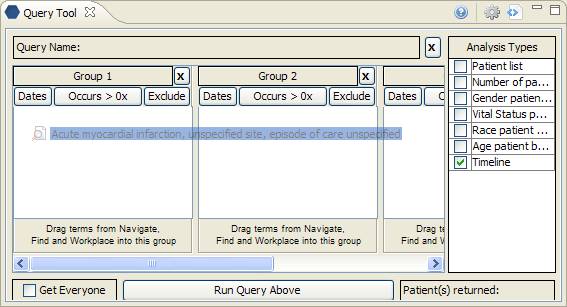 Query Tool
Query Name:
x
Analysis Types
Group 1
x
Group 2
x
Dates
Occurs > 0x
Exclude
Dates
Occurs > 0x
Exclude
Dates
Patient list
Number of pa...
Gender patien...
Vital Status p...
Race patient ...
Age patient b...
Timeline
Acute myocardial infarction, unspecified site, episode of care unspecified
Drag terms from Navigate,
Find and Workplace into this group
Drag terms from Navigate,
Find and Workplace into this group
Dra
Find and
Get Everyone
Run Query Above
Patient(s) returned: